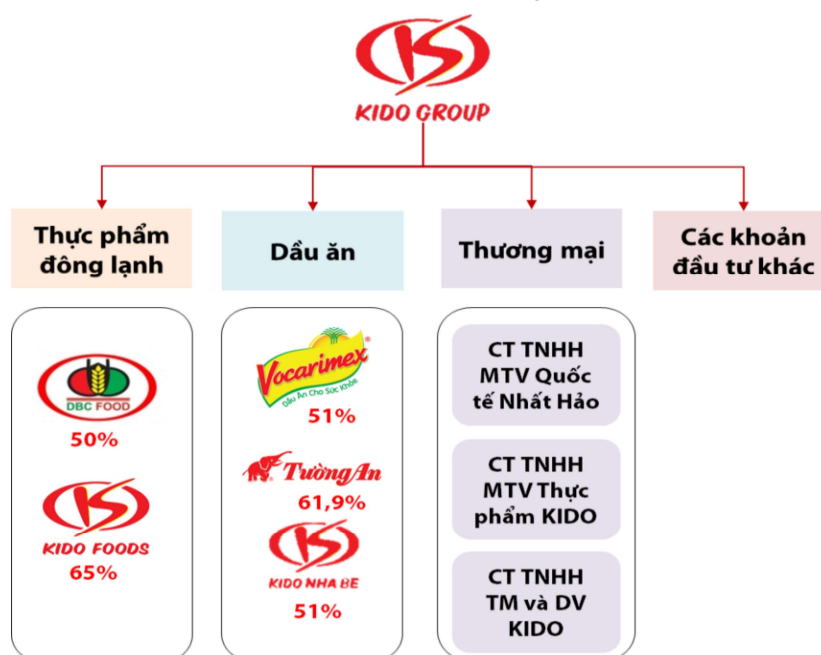 KIDO GROUP
Thực phẩm
đông lạnh
Dầu ăn
Thương mại
Các khoản
đầu tư khác
DBC FOOD
50%
KIDO FOODS
65%
Vocarimex®
Dầu Ăn Cho Sức Khỏe
51%
Tường An
61,9%
KIDO NHA BE
51%
CT TNHH
MTV Quốc
tế Nhất Hảo
CT TNHH
MTV Thực
phẩm KIDO
CT TNHH
TM và DV
KIDO